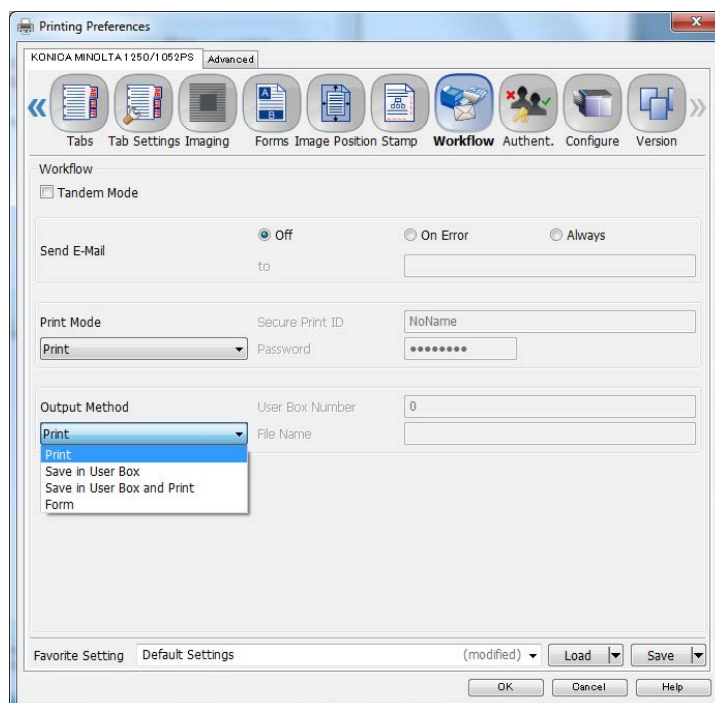 Printing Preferences
KONICA MINOLTA 1250/1052PS Advanced
Tabs Tab Settings Imaging Forms Image Position Stamp Workflow Authent. Configure Version
Workflow
Tandem Mode
Send E-Mail Off On Error Always
to
Print Mode Secure Print ID NoName
Print Password ••••••••
Output Method User Box Number 0
Print File Name
Print
Save in User Box
Save in User Box and Print
Form
Favorite Setting Default Settings (modified) Load Save
OK Cancel Help